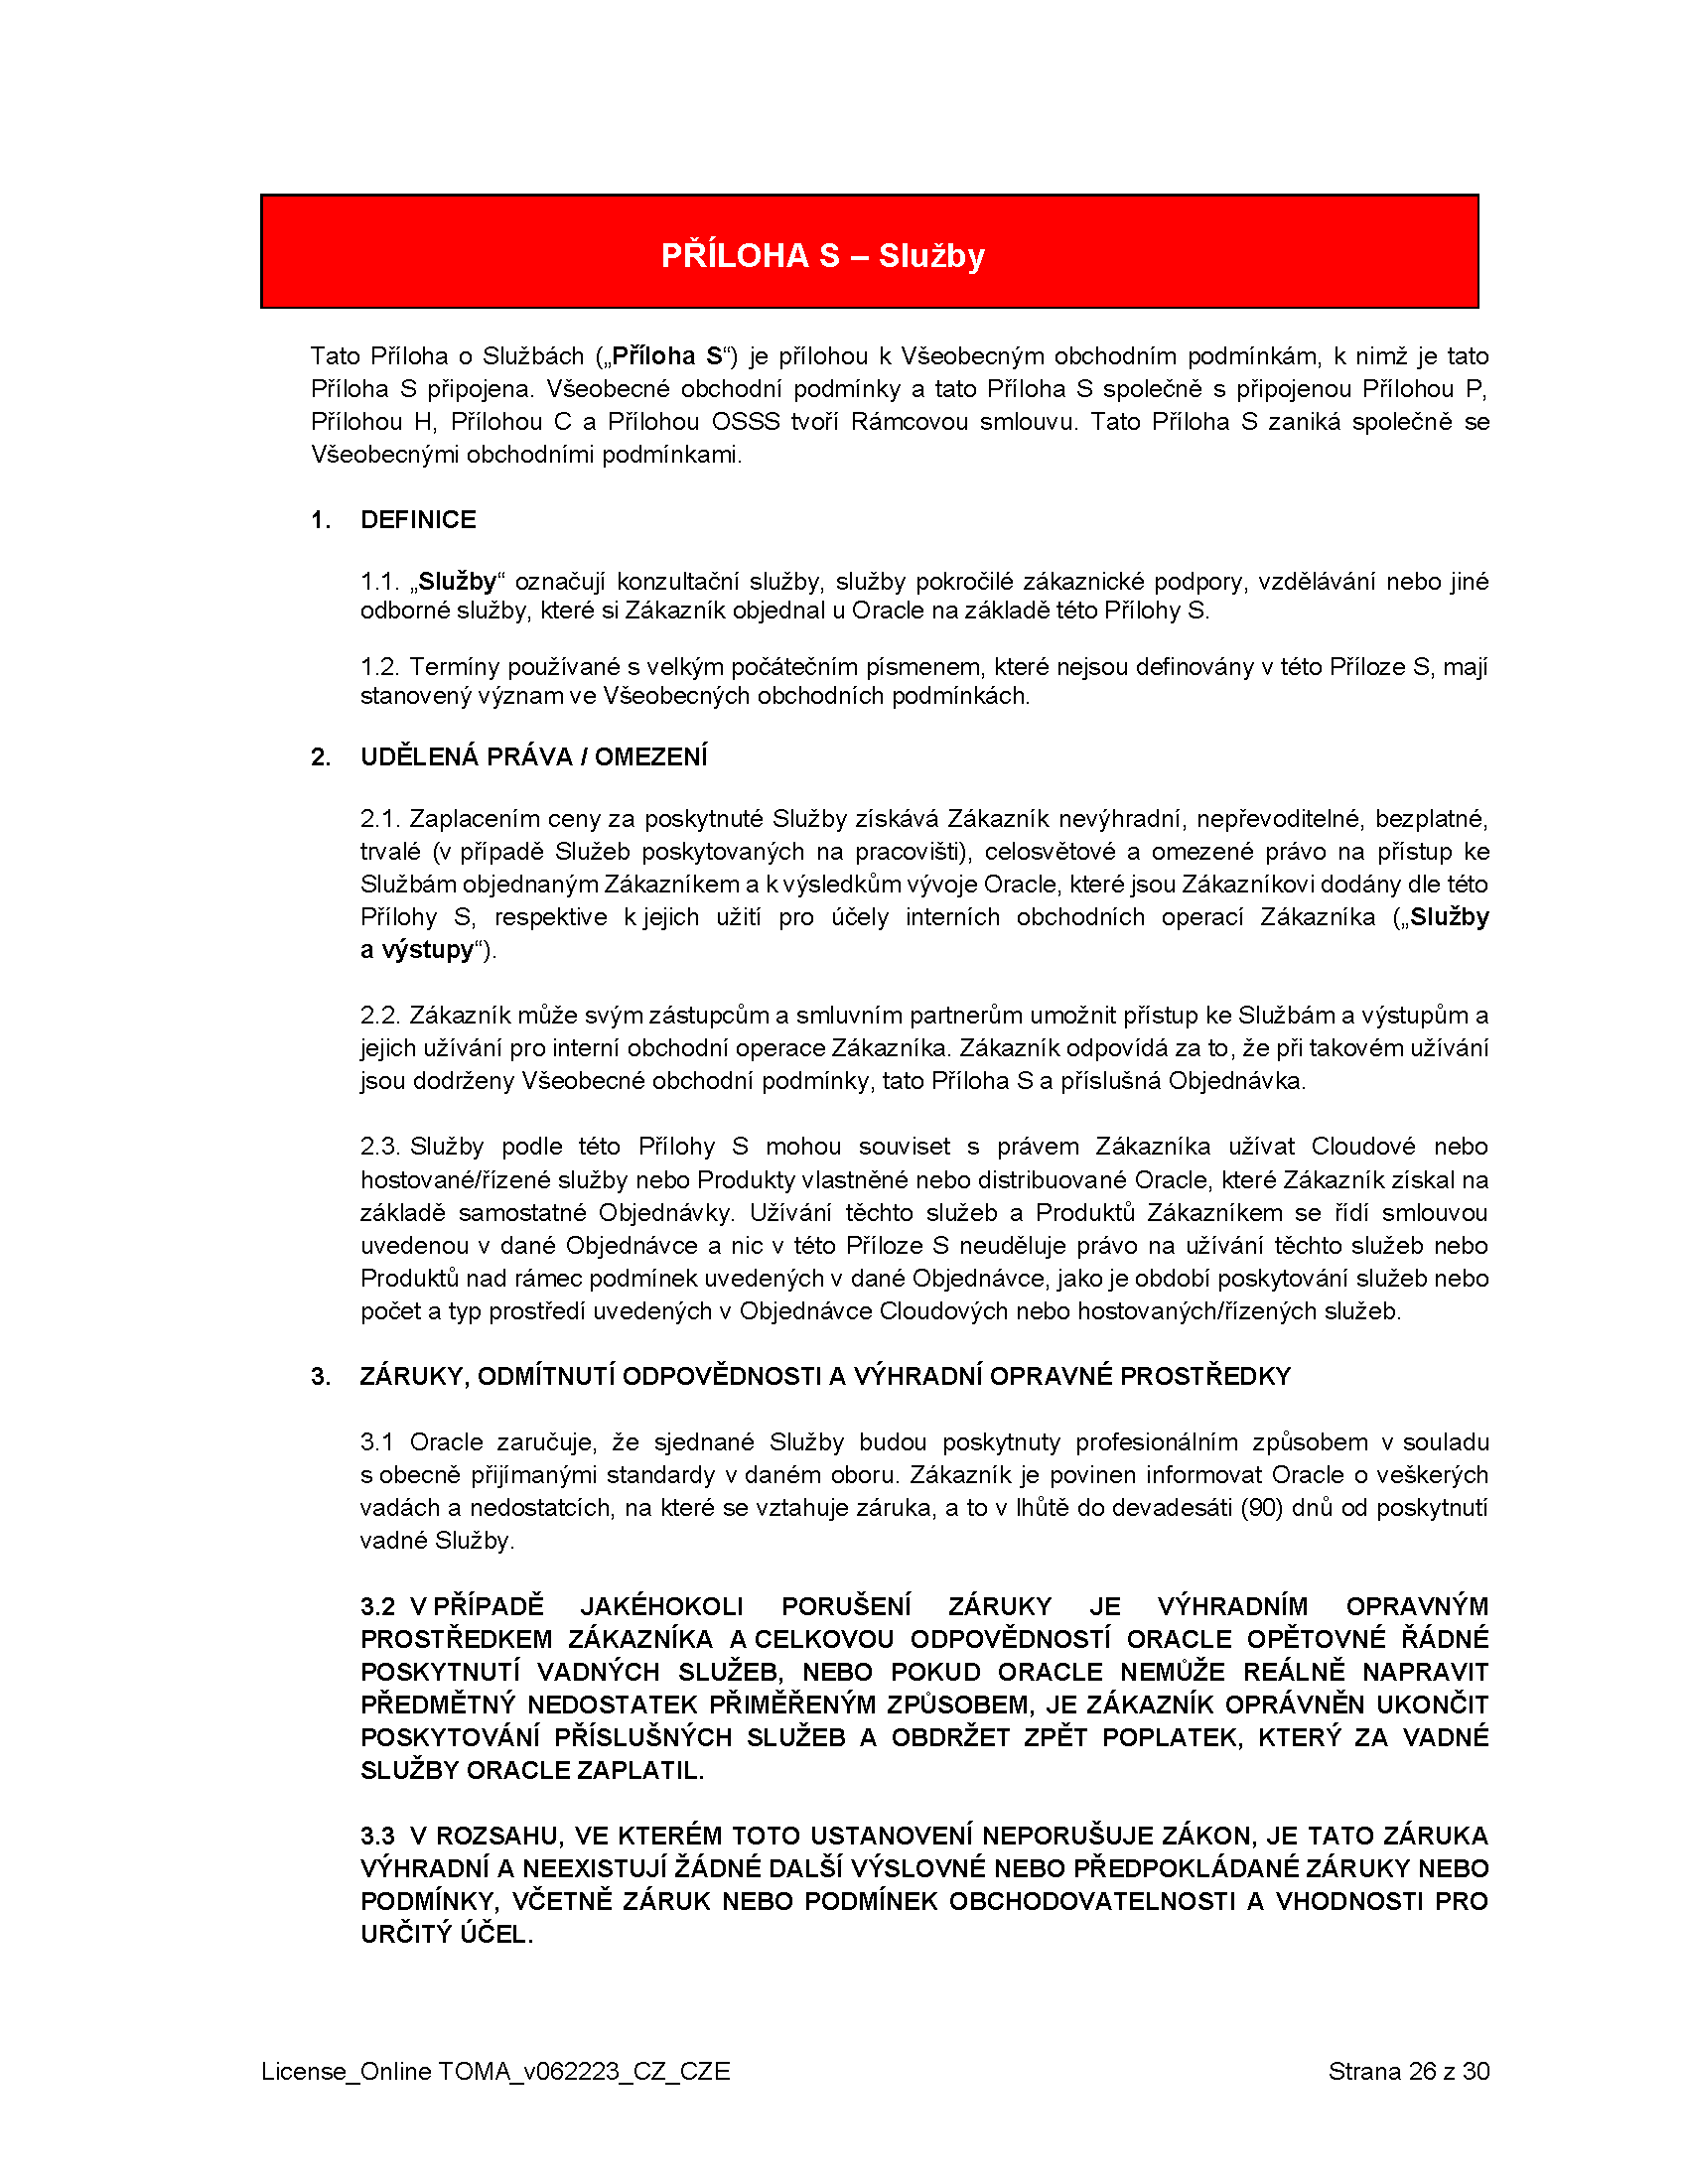 PŘÍLOHA S – Služby
Tato Příloha o Službách („Příloha S“) je přílohou k Všeobecným obchodním podmínkám, k nimž je tato
Příloha S připojena. Všeobecné obchodní podmínky a tato Příloha S společně s připojenou Přílohou P,
Přílohou H, Přílohou C a Přílohou OSSS tvoří Rámcovou smlouvu. Tato Příloha S zaniká společně se
Všeobecnými obchodními podmínkami.
1. DEFINICE
1.1. „Služby“ označují konzultační služby, služby pokročilé zákaznické podpory, vzdělávání nebo jiné
odborné služby, které si Zákazník objednal u Oracle na základě této Přílohy S.
1.2. Termíny používané s velkým počátečním písmenem, které nejsou definovány v této Příloze S, mají
stanovený význam ve Všeobecných obchodních podmínkách.
2. UDĚLENÁ PRÁVA / OMEZENÍ
2.1. Zaplacením ceny za poskytnuté Služby získává Zákazník nevýhradní, nepřevoditelné, bezplatné,
trvalé (v případě Služeb poskytovaných na pracovišti), celosvětové a omezené právo na přístup ke
Službám objednaným Zákazníkem a k výsledkům vývoje Oracle, které jsou Zákazníkovi dodány dle této
Přílohy S, respektive k jejich užití pro účely interních obchodních operací Zákazníka („Služby
a výstupy“).
2.2. Zákazník může svým zástupcům a smluvním partnerům umožnit přístup ke Službám a výstupům a
jejich užívání pro interní obchodní operace Zákazníka. Zákazník odpovídá za to, že při takovém užívání
jsou dodrženy Všeobecné obchodní podmínky, tato Příloha S a příslušná Objednávka.
2.3. Služby podle této Přílohy S mohou souviset s právem Zákazníka užívat Cloudové nebo
hostované/řízené služby nebo Produkty vlastněné nebo distribuované Oracle, které Zákazník získal na
základě samostatné Objednávky. Užívání těchto služeb a Produktů Zákazníkem se řídí smlouvou
uvedenou v dané Objednávce a nic v této Příloze S neuděluje právo na užívání těchto služeb nebo
Produktů nad rámec podmínek uvedených v dané Objednávce, jako je období poskytování služeb nebo
počet a typ prostředí uvedených v Objednávce Cloudových nebo hostovaných/řízených služeb.
3. ZÁRUKY, ODMÍTNUTÍ ODPOVĚDNOSTI A VÝHRADNÍ OPRAVNÉ PROSTŘEDKY
3.1 Oracle zaručuje, že sjednané Služby budou poskytnuty profesionálním způsobem v souladu
s obecně přijímanými standardy v daném oboru. Zákazník je povinen informovat Oracle o veškerých
vadách a nedostatcích, na které se vztahuje záruka, a to v lhůtě do devadesáti (90) dnů od poskytnutí
vadné Služby.
3.2 V PŘÍPADĚ JAKÉHOKOLI PORUŠENÍ ZÁRUKY JE VÝHRADNÍM OPRAVNÝM
PROSTŘEDKEM ZÁKAZNÍKA A CELKOVOU ODPOVĚDNOSTÍ ORACLE OPĚTOVNÉ ŘÁDNÉ
POSKYTNUTÍ VADNÝCH SLUŽEB, NEBO POKUD ORACLE NEMŮŽE REÁLNĚ NAPRAVIT
PŘEDMĚTNÝ NEDOSTATEK PŘIMĚŘENÝM ZPŮSOBEM, JE ZÁKAZNÍK OPRÁVNĚN UKONČIT
POSKYTOVÁNÍ PŘÍSLUŠNÝCH SLUŽEB A OBDRŽET ZPĚT POPLATEK, KTERÝ ZA VADNÉ
SLUŽBY ORACLE ZAPLATIL.
3.3 V ROZSAHU, VE KTERÉM TOTO USTANOVENÍ NEPORUŠUJE ZÁKON, JE TATO ZÁRUKA
VÝHRADNÍ A NEEXISTUJÍ ŽÁDNÉ DALŠÍ VÝSLOVNÉ NEBO PŘEDPOKLÁDANÉ ZÁRUKY NEBO
PODMÍNKY, VČETNĚ ZÁRUK NEBO PODMÍNEK OBCHODOVATELNOSTI A VHODNOSTI PRO
URČITÝ ÚČEL.
License_Online TOMA_v062223_CZ_CZE Strana 26 z 30